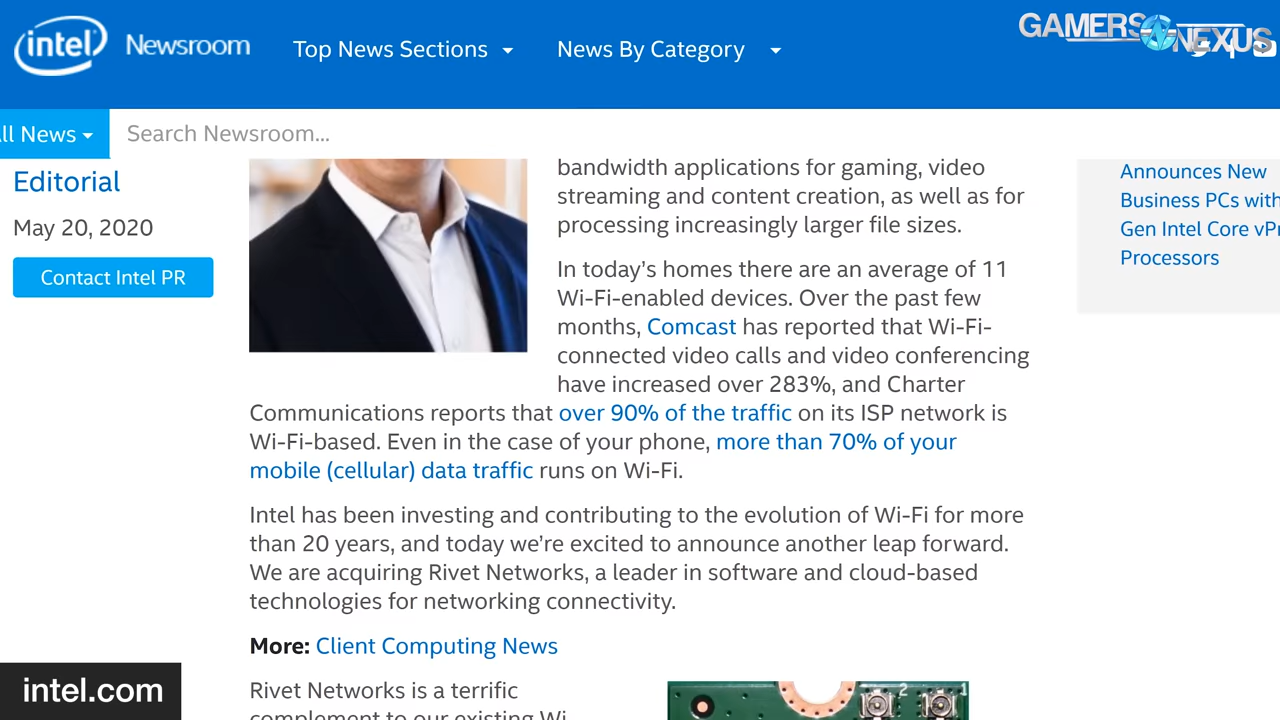 intel Newsroom Top News Sections News By Category GAMERS NEXUS
All News Search Newsroom...
Editorial
May 20, 2020
Contact Intel PR
bandwidth applications for gaming, video
streaming and content creation, as well as for
processing increasingly larger file sizes.
In today’s homes there are an average of 11
Wi-Fi-enabled devices. Over the past few
months, Comcast has reported that Wi-Fi-
connected video calls and video conferencing
have increased over 283%, and Charter
Communications reports that over 90% of the traffic on its ISP network is
Wi-Fi-based. Even in the case of your phone, more than 70% of your
mobile (cellular) data traffic runs on Wi-Fi.
Intel has been investing and contributing to the evolution of Wi-Fi for more
than 20 years, and today we’re excited to announce another leap forward.
We are acquiring Rivet Networks, a leader in software and cloud-based
technologies for networking connectivity.
More: Client Computing News
Rivet Networks is a terrific
complement to our existing Wi-
2 1
Announces New
Business PCs with
Gen Intel Core vPr
Processors
intel.com